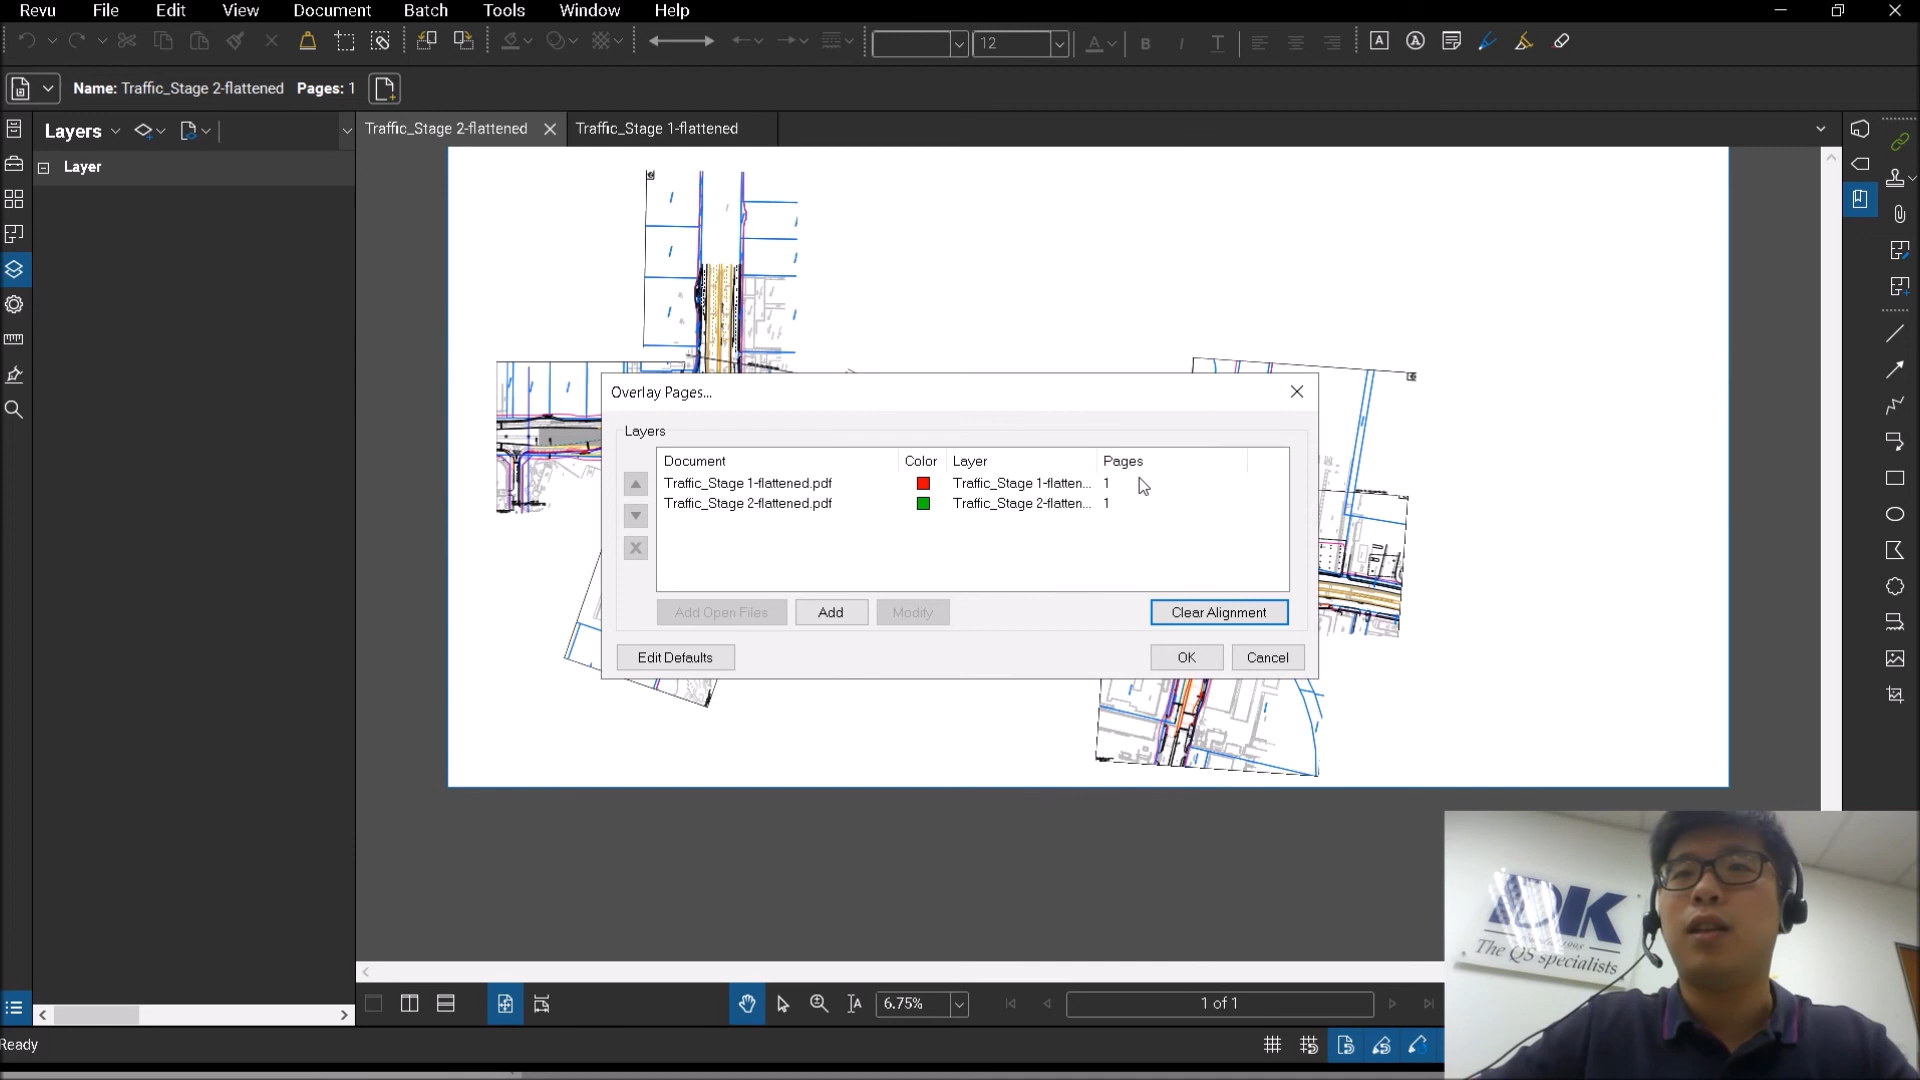 Revu File Edit View Document Batch Tools Window Help
12
Name: Traffic_Stage 2-flattened Pages: 1
Layers
Traffic_Stage 2-flattened
Traffic_Stage 1-flattened
Layer
Overlay Pages...
Layers
Document Color Layer Pages
Traffic_Stage 1-flattened.pdf Traffic_Stage 1-flatten... 1
Traffic_Stage 2-flattened.pdf Traffic_Stage 2-flatten... 1
Add Open Files Add Modify Clear Alignment
Edit Defaults OK Cancel
DK
The QS specialists
6.75%
1 of 1
Ready